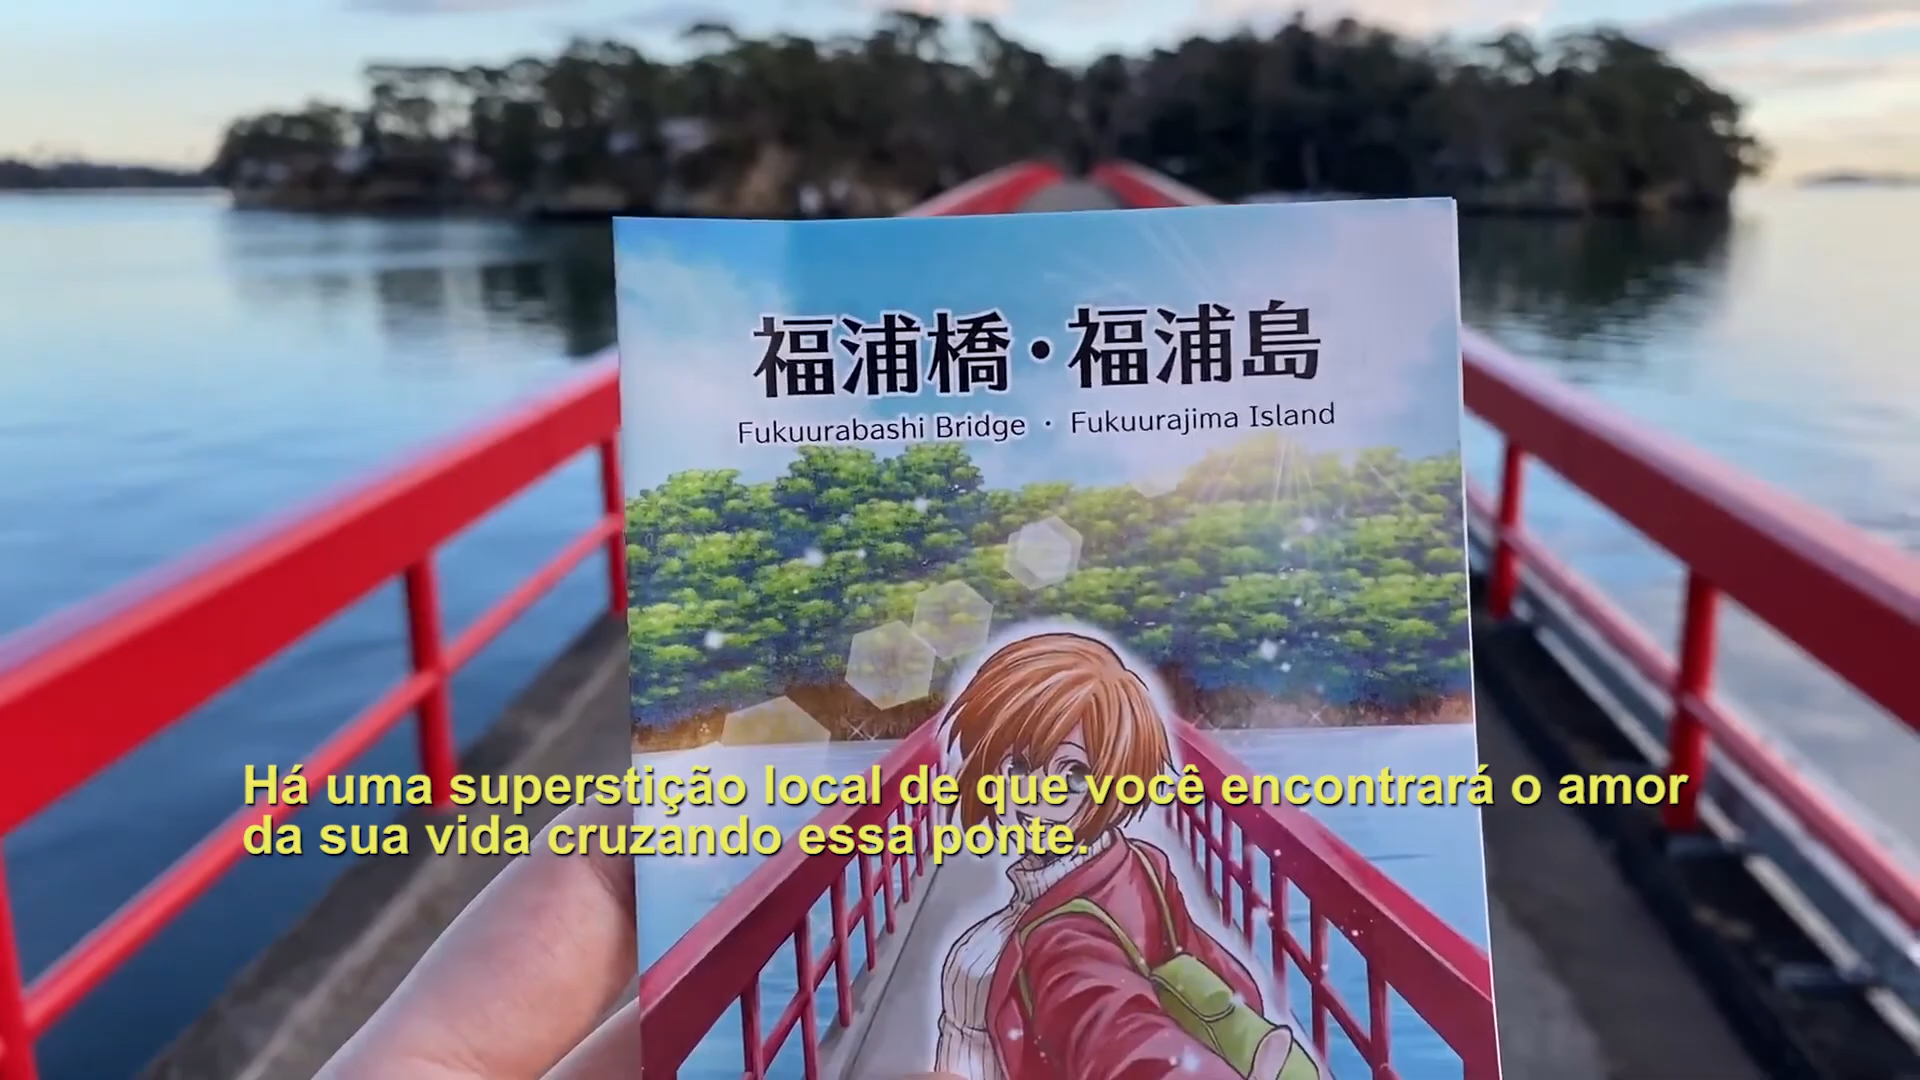 福浦橋・福浦島
Fukuurabashi Bridge · Fukuurajima Island
Há uma superstição local de que você encontrará o amor
da sua vida cruzando essa ponte.